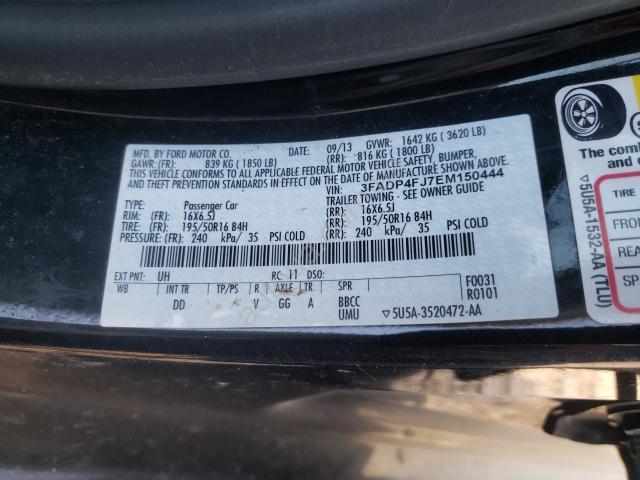 MFD. BY FORD MOTOR CO. DATE: 09/13 GVWR: 1642 KG ( 3620 LB)
GAWR: (FR): 839 KG ( 1850 LB) (RR): 816 KG ( 1800 LB)
THIS VEHICLE CONFORMS TO ALL APPLICABLE FEDERAL MOTOR VEHICLE SAFETY, BUMPER,
AND THEFT PREVENTION STANDARDS IN EFFECT ON THE DATE OF MANUFACTURE SHOWN ABOVE.
VIN: 3FADP4FJ7EM150444
TYPE: Passenger Car TRAILER TOWING - SEE OWNER GUIDE
RIM: (FR): 16X6.5J (RR): 16X6.5J
TIRE: (FR): 195/50R16 84H (RR): 195/50R16 84H
PRESSURE: (FR): 240 kPa/ 35 PSI COLD (RR): 240 kPa/ 35 PSI COLD
EXT PNT: UH RC: 11 DSO: F0031
WB INT TR TP/PS R AXLE TR SPR R0101
DD V GG A BBCC
UMU ▽5U5A-3520472-AA
The comb
TIRE
FRO
REA
SP
▽5U5A-1532-AA (TL0)